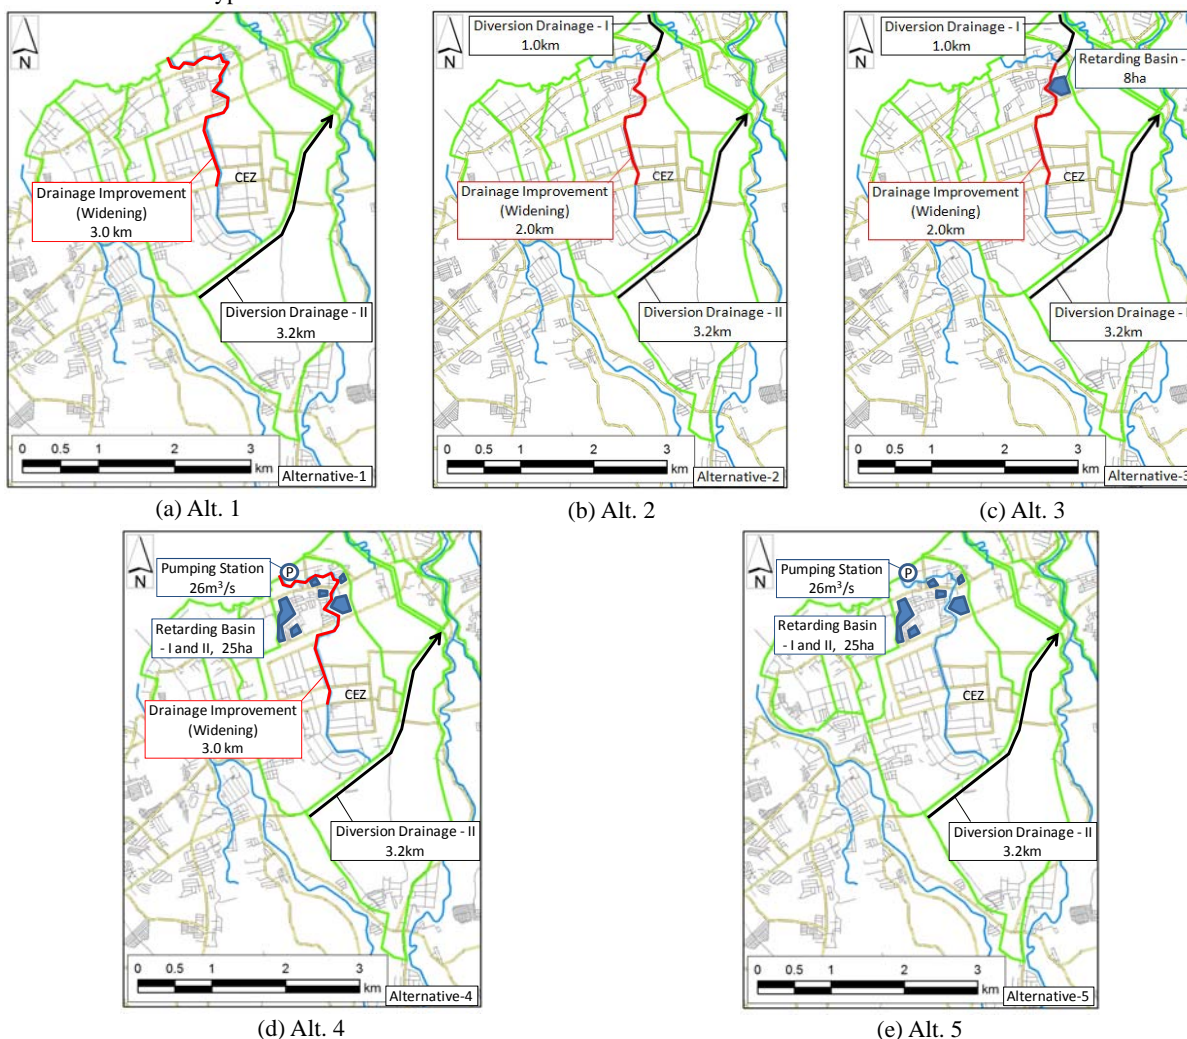 Diversion Drainage - I
1.0km
N
CEZ
Drainage Improvement
(Widening)
3.0 km
Diversion Drainage - II
3.2km
0 0.5 1 2 3
km
Alternative-1
(a) Alt. 1
N
CEZ
Drainage Improvement
(Widening)
2.0km
Diversion Drainage - II
3.2km
0 0.5 1 2 3
km
Alternative-2
(b) Alt. 2
Diversion Drainage - I
1.0km
N
Retarding Basin -
8ha
CEZ
Drainage Improvement
(Widening)
2.0km
Diversion Drainage - I
3.2km
0 0.5 1 2 3
km
Alternative-3
(c) Alt. 3
Pumping Station
26m³/s
P
N
Retarding Basin
- I and II, 25ha
CEZ
Drainage Improvement
(Widening)
3.0 km
Diversion Drainage - II
3.2km
0 0.5 1 2 3
km
Alternative-4
(d) Alt. 4
Pumping Station
26m³/s
P
N
Retarding Basin
- I and II, 25ha
CEZ
Diversion Drainage - II
3.2km
0 0.5 1 2 3
km
Alternative-5
(e) Alt. 5